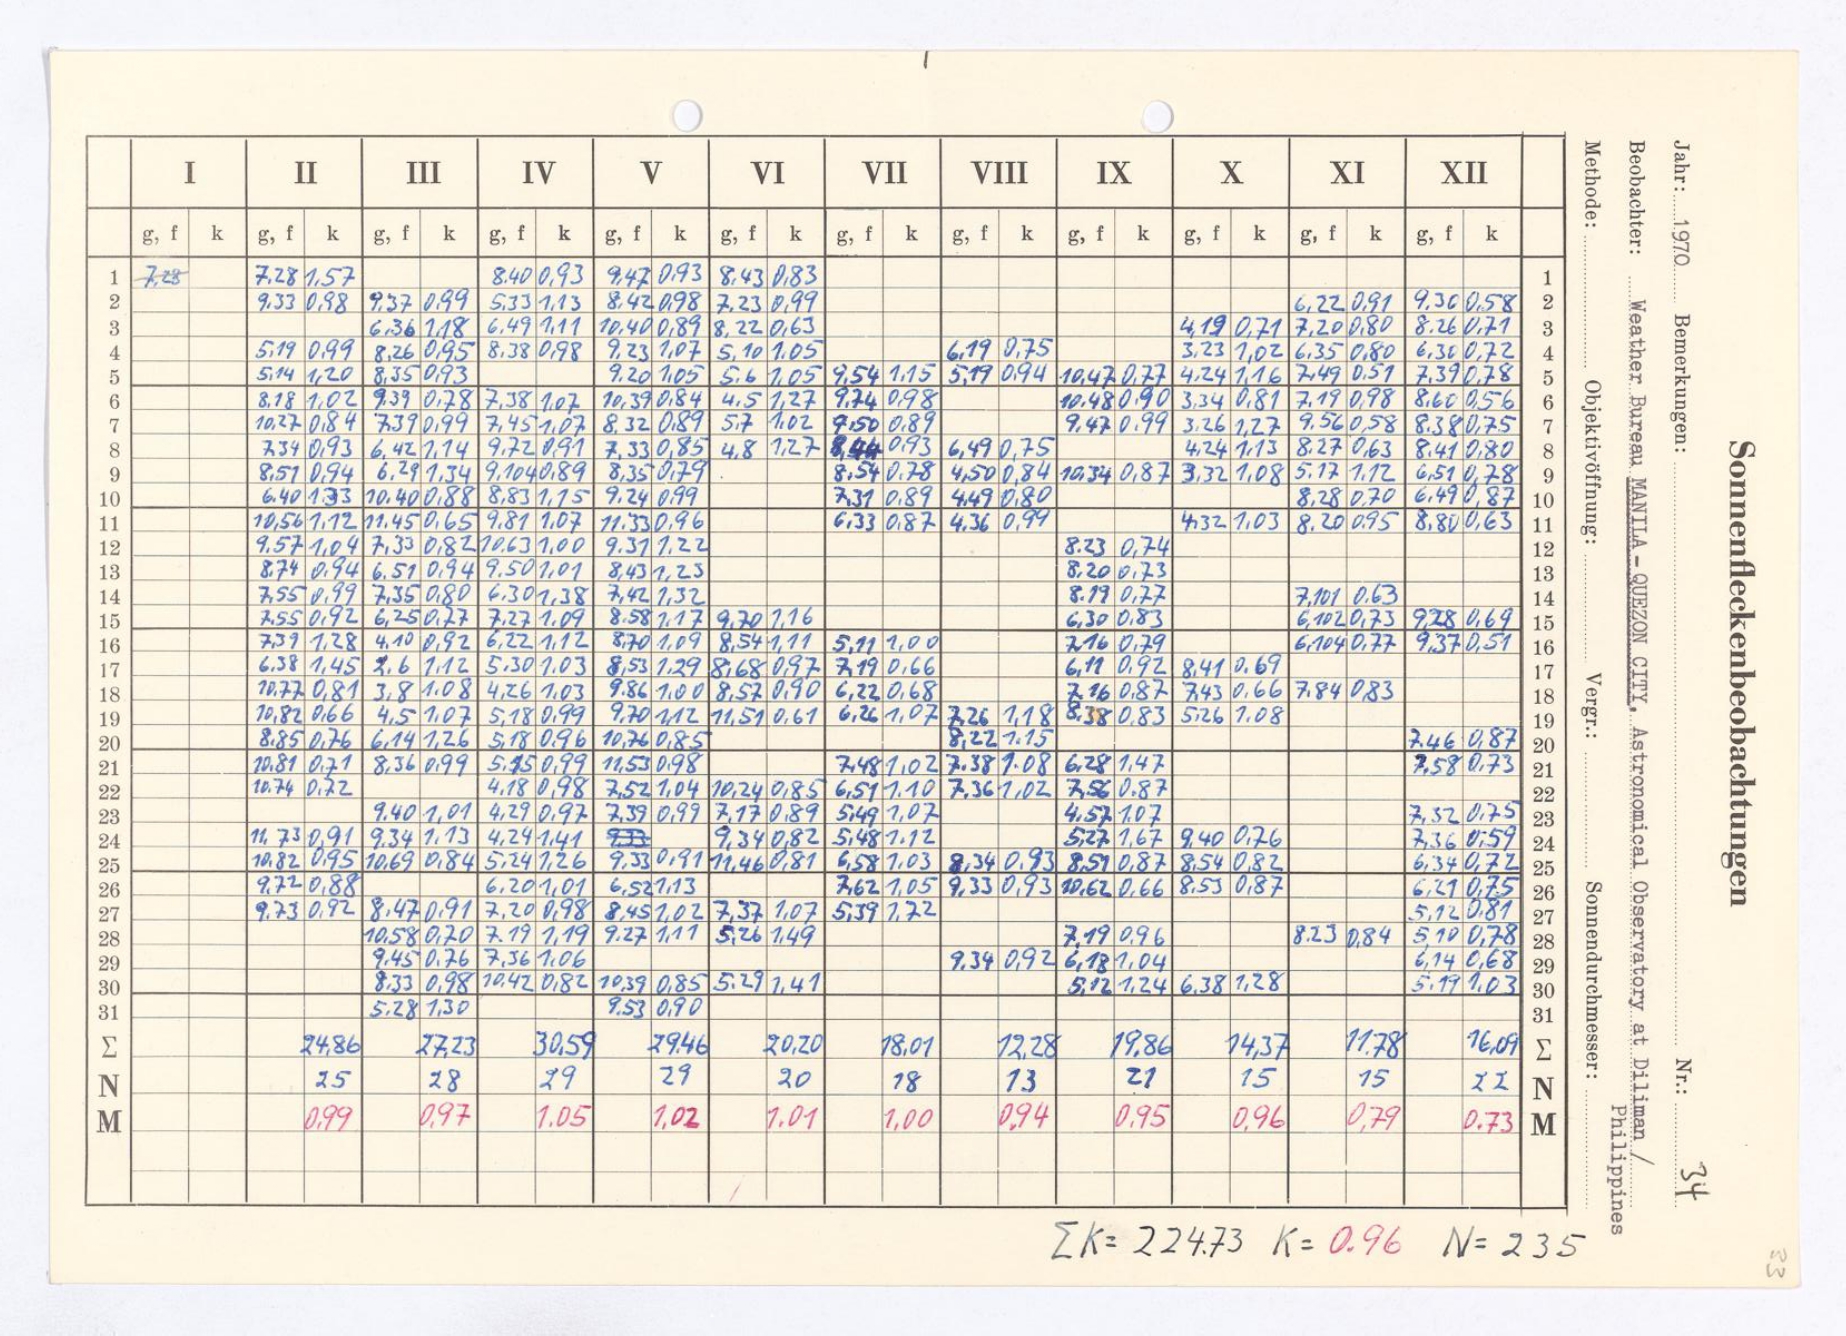 I II III IV V VI VII VIII IX X XI XII
g, f k g, f k g, f k g, f k g, f k g, f k g, f k g, f k g, f k g, f k g, f k g, f k
1 7,28 7,28 1,57 8.40 0,93 9.47 0,93 8,43 0,83 1
2 9.33 0,98 9,37 0,99 5,33 1,13 8,42 0,98 7,23 0,99 6,22 0,91 9,30 0,58 2
3 6,36 1,18 6,49 1,11 10,40 0,89 8,22 0,63 4,19 0,71 7,20 0,80 8.26 0,71 3
4 5,19 0,99 8,26 0,95 8,38 0,98 9.23 1,07 5,10 1,05 6,19 0,75 3,23 1,02 6,35 0,80 6,30 0,72 4
5 5,14 1,20 8,35 0,93 9.20 1,05 5.6 1,05 9,54 1,15 5,19 0,94 10,47 0,77 4,24 1,16 7,49 0,51 7,39 0,78 5
6 8,18 1,02 9,39 0,78 7,38 1,07 10,39 0,84 4.5 1,27 9,74 0,98 10,48 0,90 3,34 0,81 7,19 0,98 8,60 0,56 6
7 10,27 0,84 7,39 0,99 7,45 1,07 8,32 0,89 5.7 1,02 9,50 0,89 9,47 0,99 3,26 1,27 9,56 0,58 8,38 0,75 7
8 7,34 0,93 6,42 1,14 9,72 0,91 7,33 0,85 4,8 1,27 0,93 6,49 0,75 4,24 1,13 8,27 0,63 8,41 0,80 8
9 8,51 0,94 6.29 1,34 9,104 0,89 8,35 0,79 8,54 0,78 4,50 0,84 10,34 0,87 3,32 1,08 5,17 1,12 6,51 0,78 9
10 6.40 1,33 10,40 0,88 8,83 1,15 9,24 0,99 7,31 0,89 4,49 0,80 8,28 0,70 6,49 0,87 10
11 10,56 1,12 11.45 0,65 9.81 1,07 11.33 0,96 6,33 0,87 4,36 0,99 4,32 1,03 8,20 0,95 8,80 0,63 11
12 9.57 1,04 7,33 0,82 10.63 1,00 9.31 1,22 8.23 0,74 12
13 8.74 0,94 6,51 0,94 9.50 1,01 8,43 1,23 8,20 0,73 13
14 7,55 0,99 7,35 0,80 6.30 1,38 7,42 1,32 8.19 0,77 7,101 0.63 14
15 7,55 0,92 6,25 0,77 7,27 1.09 8.58 1,17 9,70 1,16 6,30 0,83 6,102 0,73 9,28 0,69 15
16 7,39 1,28 4.10 0,92 6,22 1,12 8,70 1,09 8,54 1,11 5,11 1,00 7,16 0,79 6,104 0,77 9,37 0,51 16
17 6.38 1,45 2.6 1,12 5.30 1.03 8,53 1.29 8,68 0,97 7,19 0,66 6,11 0,92 8,41 0.69 17
18 10,77 0,81 3,8 1.08 4,26 1.03 9.86 1,00 8,57 0,90 6,22 0,68 7,16 0,87 7,43 0,66 7,84 0,83 18
19 10,82 0,66 4,5 1,07 5,18 0,99 9,70 1,12 11,51 0,61 6,26 1,07 7,26 1,18 8,38 0,83 5,26 1.08 19
20 8.85 0,76 6,14 1,26 5,18 0.96 10,76 0,85 8,22 1.15 7.46 0,87 20
21 10.81 0,71 8,36 0,99 5.15 0,99 11,53 0,98 7,48 1,02 7.38 1.08 6.28 1,47 7,58 0,73 21
22 10.74 0,72 4,18 0,98 7,52 1,04 10,24 0,85 6,51 1,10 7,36 1,02 7,56 0.87 22
23 9.40 1,01 4,29 0,97 7,39 0,99 7,17 0,89 5,49 1,07 4.57 1.07 7,32 0,75 23
24 11,73 0,91 9.34 1,13 4,24 1,41 9,34 0,82 5,48 1.12 5,27 1,67 9,40 0,76 7,36 0,59 24
25 10,82 0,95 10,69 0,84 5,24 1,26 9,33 0,91 11,46 0,81 6,58 1,03 8,34 0,93 8,51 0,87 8,54 0,82 6.34 0,72 25
26 9,72 0,88 6,20 1,01 6,52 1,13 7,62 1,05 9,33 0,93 10,62 0,66 8,53 0,87 6,21 0,75 26
27 9.73 0,92 8,47 0,91 7,20 0,98 8.45 1,02 7,37 1,07 5,39 1,72 5,12 0,81 27
28 10,58 0,70 7.19 1,19 9.27 1,11 5,26 1,49 7,19 0,96 8.23 0,84 5,10 0,78 28
29 9.45 0,76 7,36 1.06 9.34 0,92 6,18 1,04 6,14 0,68 29
30 8,33 0,98 10,42 0,82 10,39 0,85 5.29 1,41 5,12 1,24 6,38 1,28 5.19 1.03 30
31 5.28 1,30 9.53 0,90 31
Σ 24,86 27,23 30,59 29.46 20,20 18,01 12,28 19,86 14,37 11.78 16,09 Σ
N 25 28 29 29 20 18 13 21 15 15 22 N
M 0,99 0,97 1.05 1,02 1.01 1,00 0,94 0,95 0,96 0,79 0.73 M
ΣK= 224.73 K= 0.96 N= 235
Sonnenfleckenbeobachtungen
Jahr: 1970 Bemerkungen: Nr.: 34
Beobachter: Weather Bureau MANILA- QUEZON CITY, Astronomical Observatory at Diliman /
Philippines
Methode: Objektivöffnung: Vergr.: Sonnendurchmesser:
33